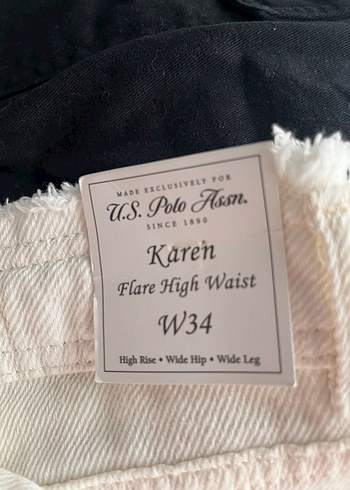 MADE EXCLUSIVELY FOR
U.S. Polo Assn.
SINCE 1890
Karen
Flare High Waist
W34
High Rise • Wide Hip • Wide Leg